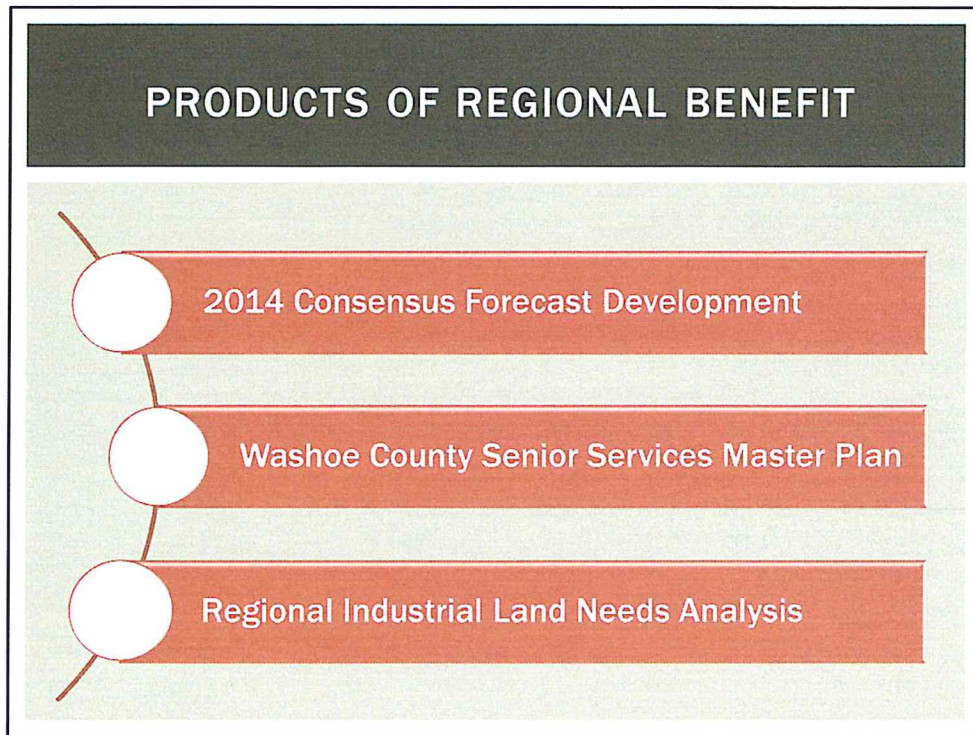 PRODUCTS OF REGIONAL BENEFIT
2014 Consensus Forecast Development
Washoe County Senior Services Master Plan
Regional Industrial Land Needs Analysis